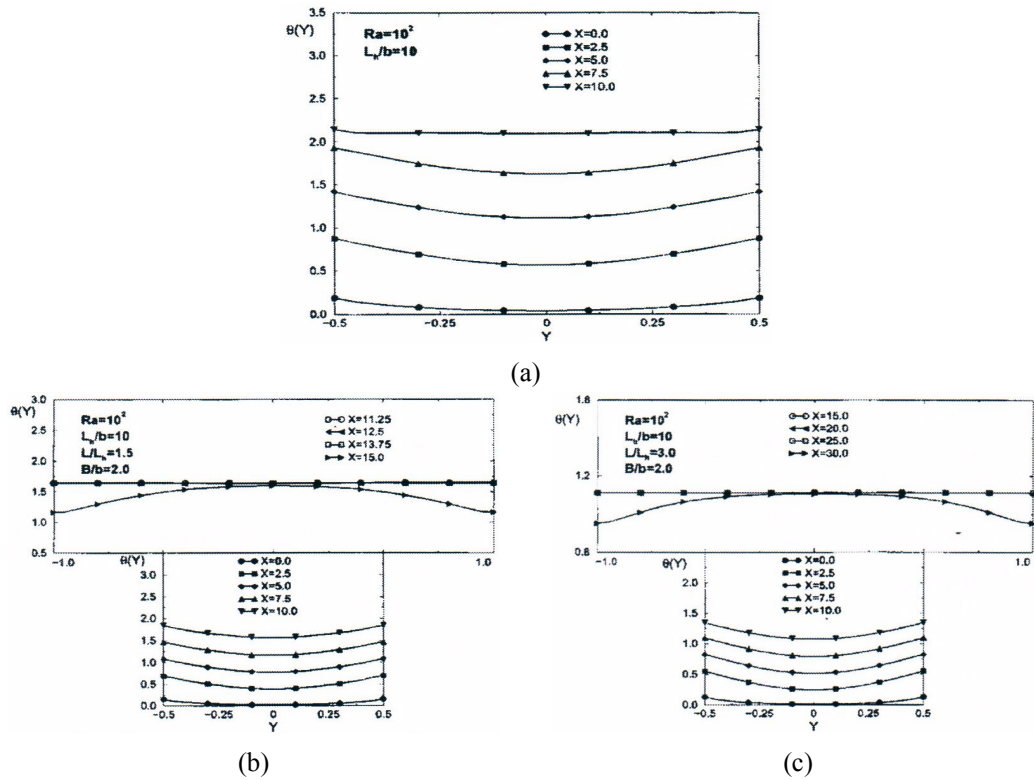 θ(Y)
3.5
3.0
2.5
2.0
1.5
1.0
0.5
0.0
Ra=10²
Lₕ/b=10
X=0.0
X=2.5
X=5.0
X=7.5
X=10.0
−0.5
−0.25
0
0.25
0.5
Y
(a)
θ(Y)
3.0
2.5
2.0
1.5
1.0
0.5
Ra=10²
Lₕ/b=10
L/Lₕ=1.5
B/b=2.0
X=11.25
X=12.5
X=13.75
X=15.0
−1.0
1.0
θ(Y)
3.0
2.5
2.0
1.5
1.0
0.5
0.0
X=0.0
X=2.5
X=5.0
X=7.5
X=10.0
−0.5
−0.25
0
0.25
0.5
Y
(b)
θ(Y)
1.8
1.2
0.6
Ra=10²
Lₕ/b=10
L/Lₕ=3.0
B/b=2.0
X=15.0
X=20.0
X=25.0
X=30.0
−1.0
1.0
θ(Y)
2.0
1.5
1.0
0.5
0.0
X=0.0
X=2.5
X=5.0
X=7.5
X=10.0
−0.5
−0.25
0
0.25
0.5
Y
(c)